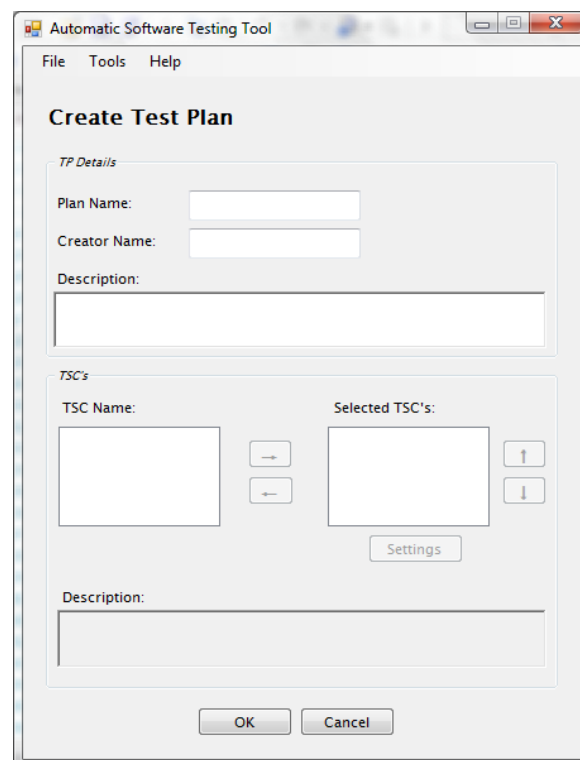 Automatic Software Testing Tool
File Tools Help
Create Test Plan
TP Details
Plan Name:
Creator Name:
Description:
TSC's
TSC Name:
Selected TSC's:
→
←
↑
↓
Settings
Description:
OK Cancel